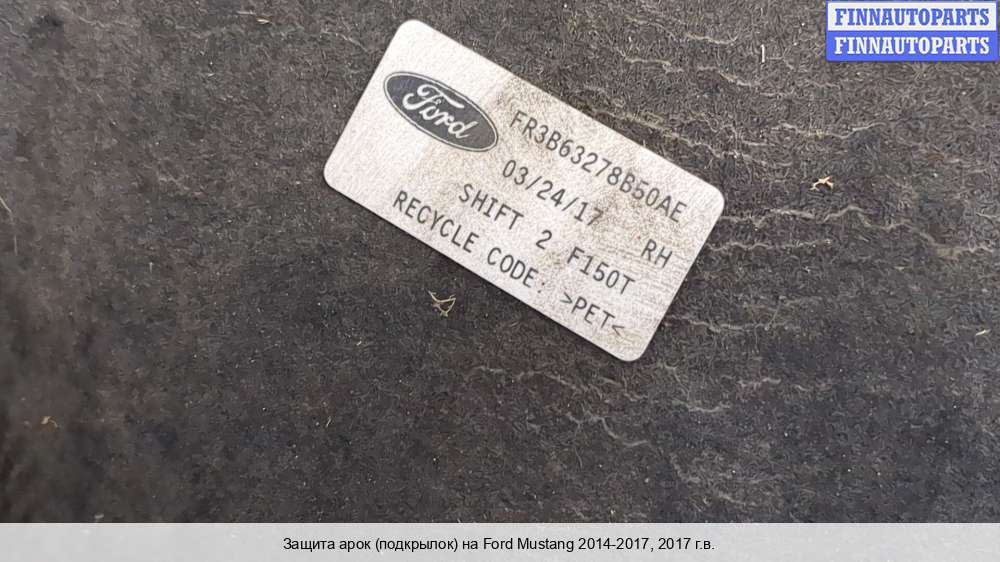 FINNAUTOPARTS
FINNAUTOPARTS
Ford
FR3B63278B50AE
03/24/17 RH
SHIFT 2 F150T
RECYCLE CODE: >PET<
Защита арок (подкрылок) на Ford Mustang 2014-2017, 2017 г.в.